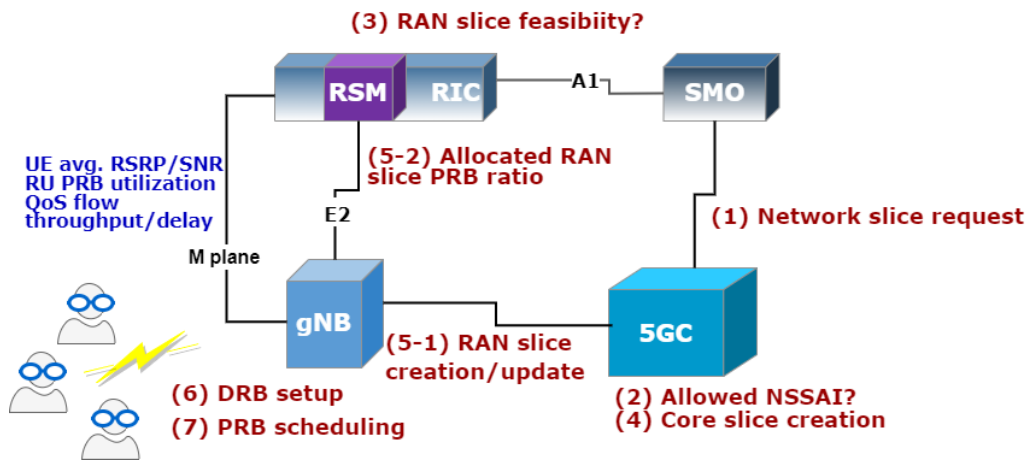 (3) RAN slice feasibiity?
RSM
RIC
A1
SMO
UE avg. RSRP/SNR
RU PRB utilization
QoS flow
throughput/delay
(5-2) Allocated RAN
slice PRB ratio
E2
(1) Network slice request
M plane
gNB
5GC
(5-1) RAN slice
creation/update
(6) DRB setup
(7) PRB scheduling
(2) Allowed NSSAI?
(4) Core slice creation